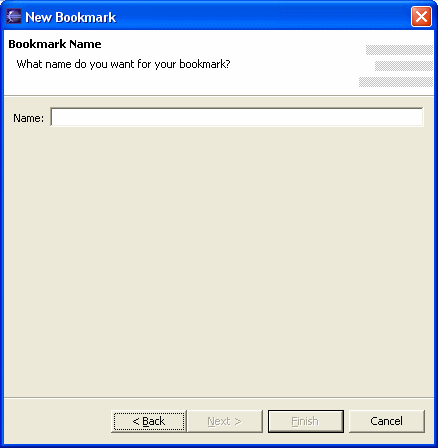 New Bookmark
Bookmark Name
What name do you want for your bookmark?
Name:
< Back Next > Finish Cancel